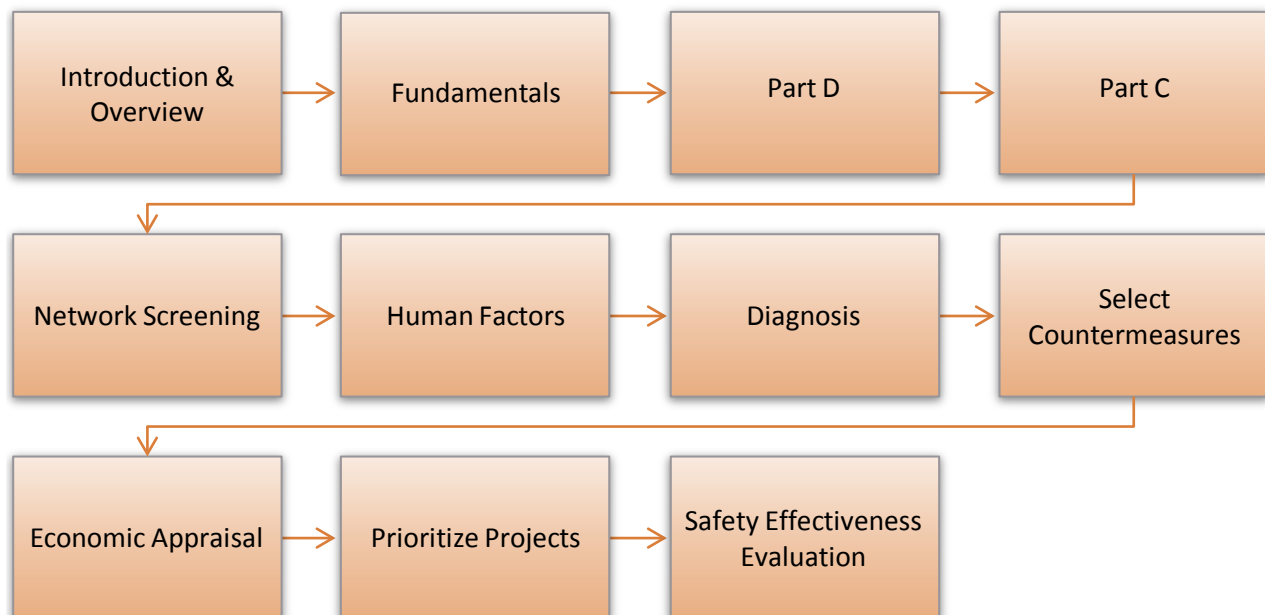 Introduction &
Overview
Fundamentals
Part D
Part C
Network Screening
Human Factors
Diagnosis
Select
Countermeasures
Economic Appraisal
Prioritize Projects
Safety Effectiveness
Evaluation